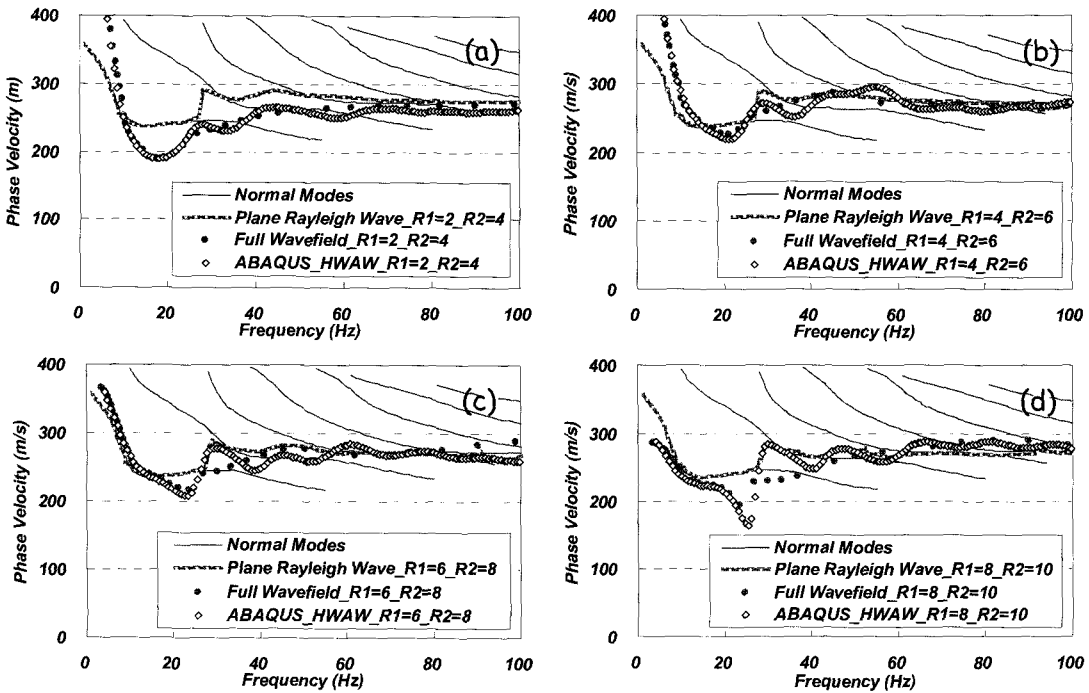 400
300
200
100
0
Phase Velocity (m)
(a)
Normal Modes
Plane Rayleigh Wave_R1=2_R2=4
Full Wavefield_R1=2_R2=4
ABAQUS_HWAW_R1=2_R2=4
0 20 40 60 80 100
Frequency (Hz)
400
300
200
100
0
Phase Velocity (m/s)
(b)
Normal Modes
Plane Rayleigh Wave_R1=4_R2=6
Full Wavefield_R1=4_R2=6
ABAQUS_HWAW_R1=4_R2=6
0 20 40 60 80 100
Frequency (Hz)
400
300
200
100
0
Phase Velocity (m/s)
(c)
Normal Modes
Plane Rayleigh Wave_R1=6_R2=8
Full Wavefield_R1=6_R2=8
ABAQUS_HWAW_R1=6_R2=8
0 20 40 60 80 100
Frequency (Hz)
400
300
200
100
0
Phase Velocity (m/s)
(d)
Normal Modes
Plane Rayleigh Wave_R1=8_R2=10
Full Wavefield_R1=8_R2=10
ABAQUS_HWAW_R1=8_R2=10
0 20 40 60 80 100
Frequency (Hz)